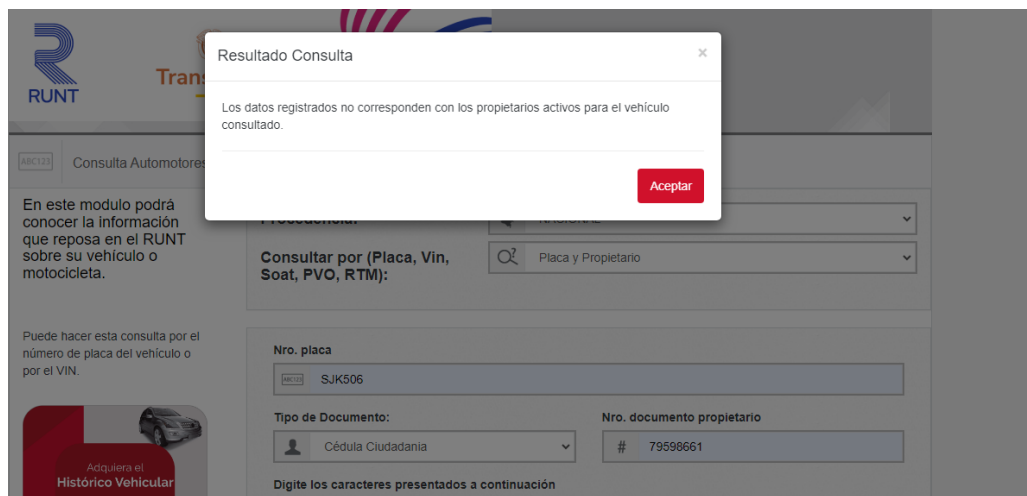 RUNT
Trans
Resultado Consulta
×
Los datos registrados no corresponden con los propietarios activos para el vehículo
consultado.
Aceptar
ABC123
Consulta Automotores
En este modulo podrá
conocer la información
que reposa en el RUNT
sobre su vehículo o
motocicleta.
Procedencia:
NACIONAL
Consultar por (Placa, Vin,
Soat, PVO, RTM):
Placa y Propietario
Puede hacer esta consulta por el
número de placa del vehículo o
por el VIN.
Nro. placa
ABC123
SJK506
Tipo de Documento:
Nro. documento propietario
Cédula Ciudadania
# 79598661
Adquiera el
Histórico Vehicular
Digite los caracteres presentados a continuación